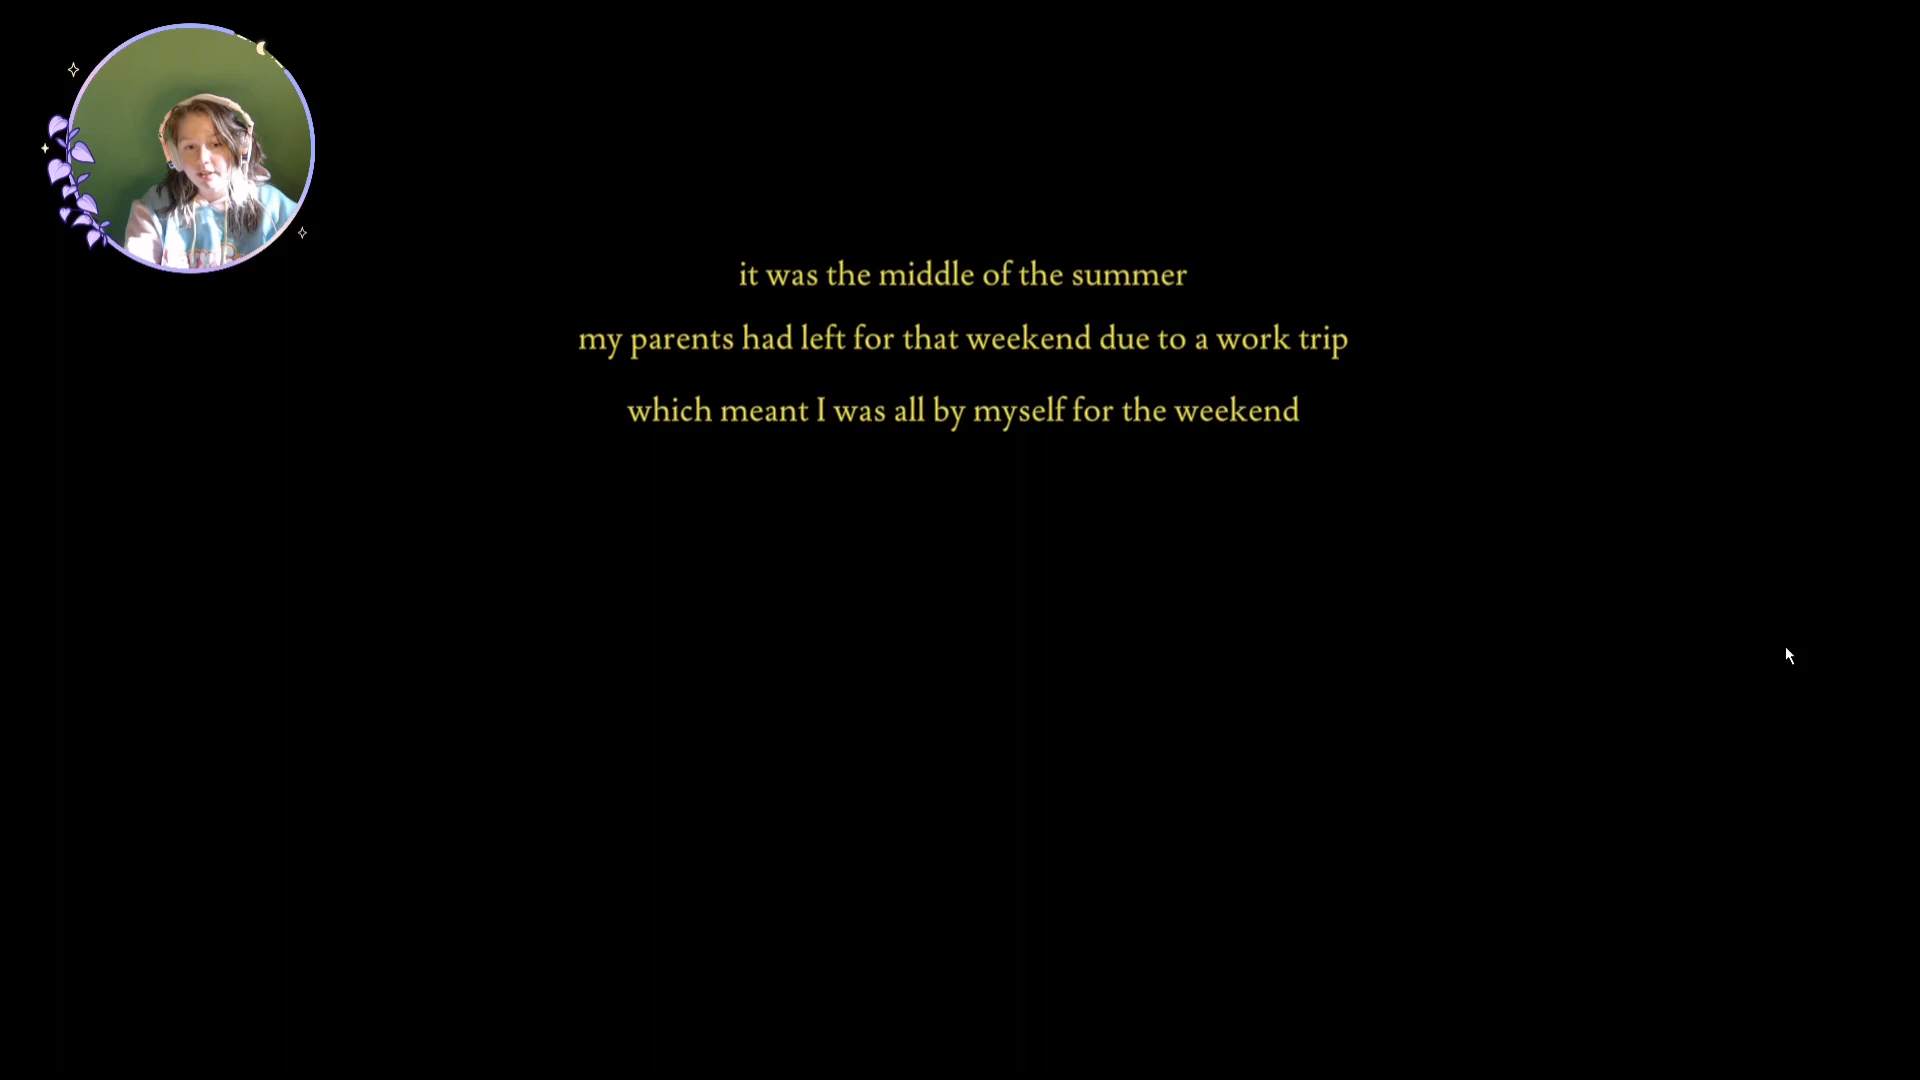 it was the middle of the summer
my parents had left for that weekend due to a work trip
which meant I was all by myself for the weekend